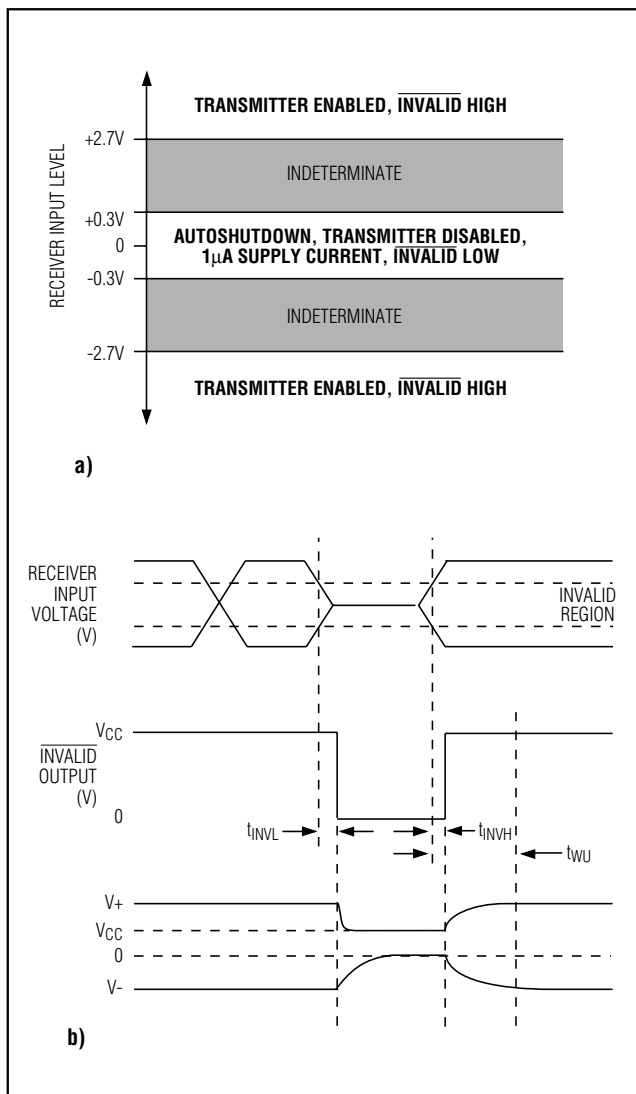 TRANSMITTER ENABLED, INVALID HIGH
+2.7V
INDETERMINATE
+0.3V
RECEIVER INPUT LEVEL
0
AUTOSHUTDOWN, TRANSMITTER DISABLED,
1µA SUPPLY CURRENT, INVALID LOW
-0.3V
INDETERMINATE
-2.7V
TRANSMITTER ENABLED, INVALID HIGH
a)
RECEIVER
INPUT
VOLTAGE
(V)
INVALID
REGION
VCC
INVALID
OUTPUT
(V)
0
tINVL
tINVH
tWU
V+
VCC
0
V-
b)